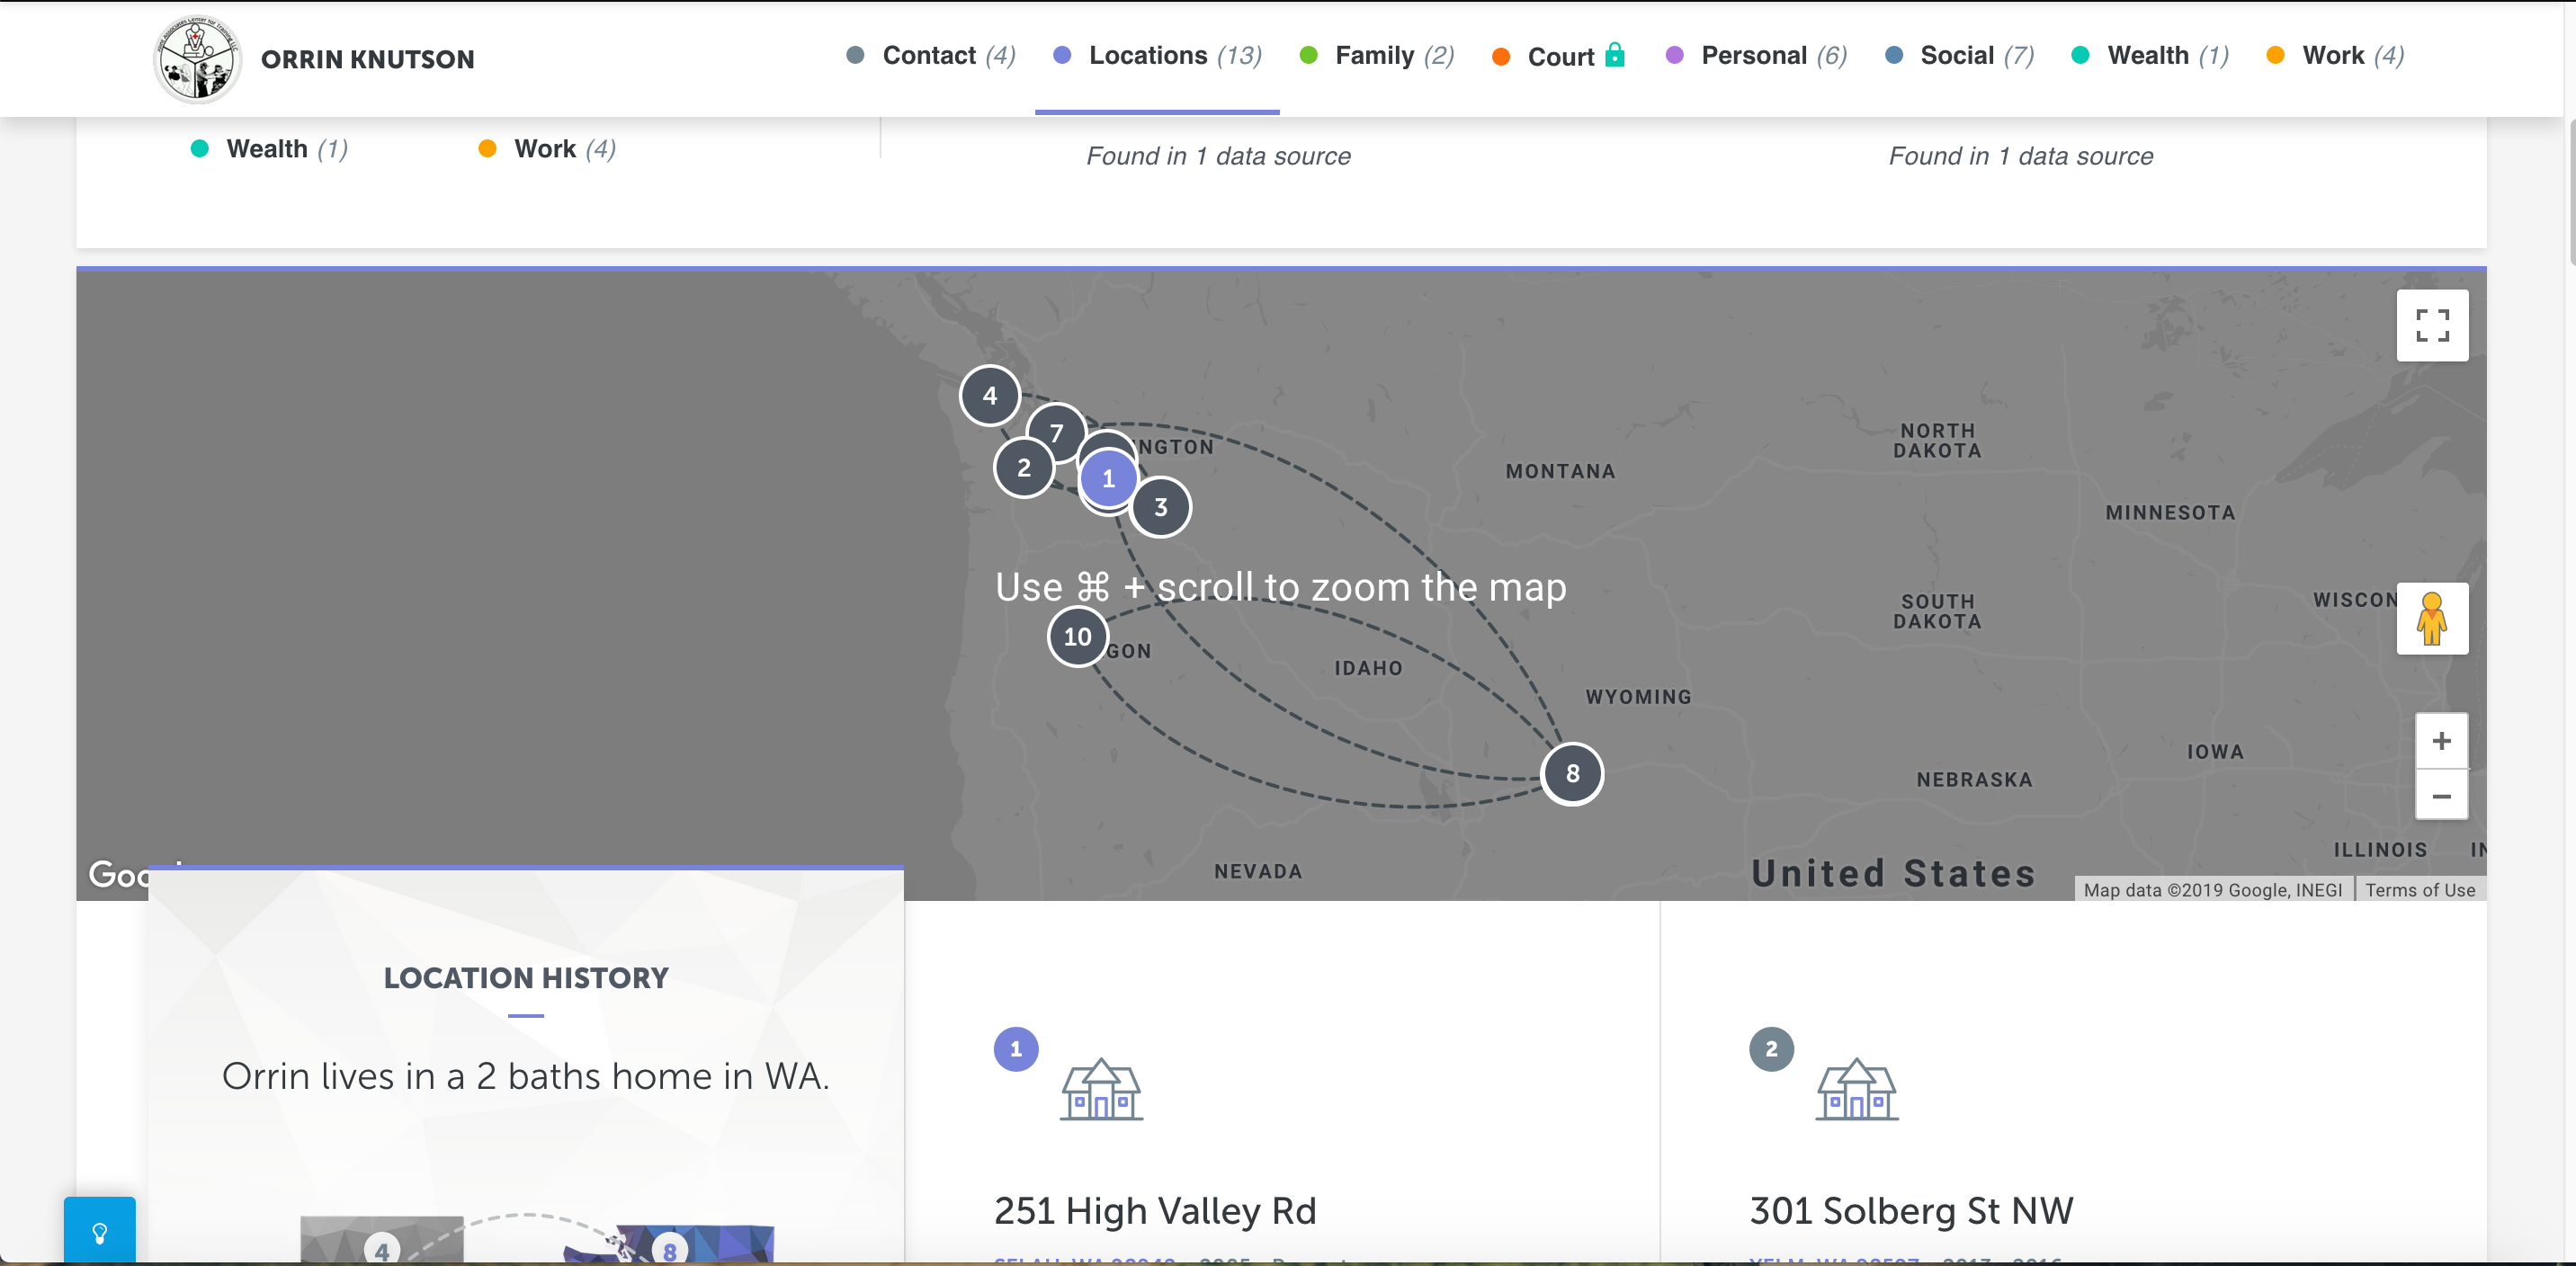 ORRIN KNUTSON
Contact (4)
Locations (13)
Family (2)
Court
Personal (6)
Social (7)
Wealth (1)
Work (4)
Wealth (1)
Work (4)
Found in 1 data source
Found in 1 data source
4
7
2
1
3
10
8
NGTON
MONTANA
NORTH
DAKOTA
MINNESOTA
Use ⌘ + scroll to zoom the map
SOUTH
DAKOTA
WISCON
GON
IDAHO
WYOMING
IOWA
NEBRASKA
ILLINOIS
NEVADA
United States
+
−
Map data ©2019 Google, INEGI
Terms of Use
LOCATION HISTORY
Orrin lives in a 2 baths home in WA.
4
8
1
251 High Valley Rd
2
301 Solberg St NW